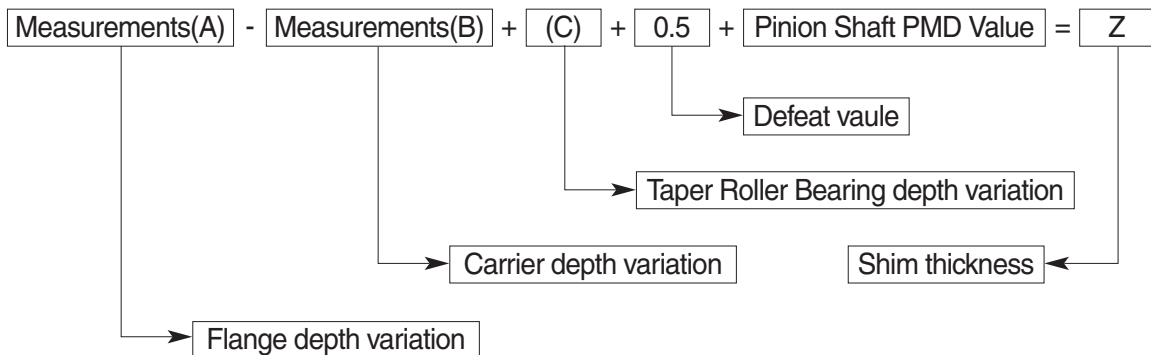 Measurements(A) - Measurements(B) + (C) + 0.5 + Pinion Shaft PMD Value = Z
Defeat vaule
Taper Roller Bearing depth variation
Carrier depth variation Shim thickness
Flange depth variation